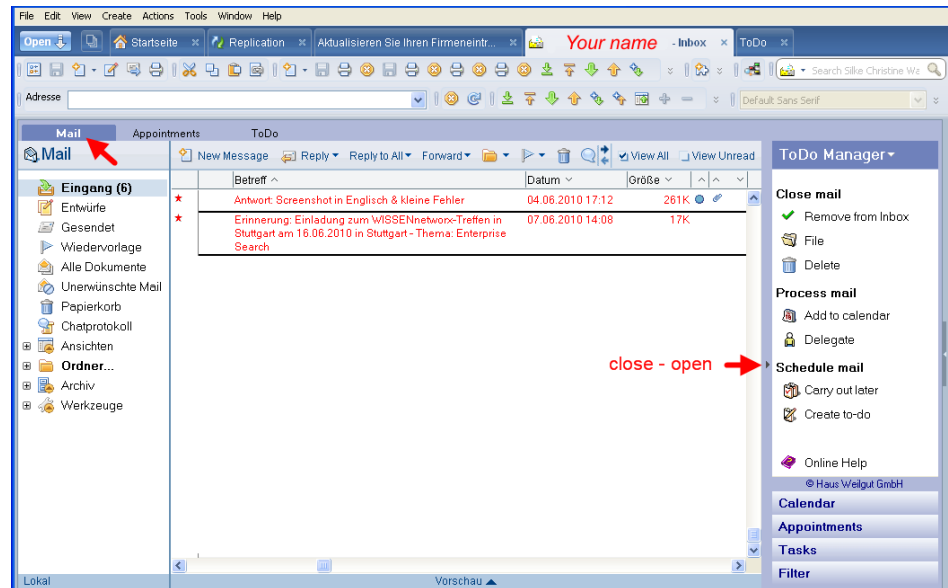 File Edit View Create Actions Tools Window Help
Open Startseite Replication Aktualisieren Sie Ihren Firmeneintr... Your name - Inbox ToDo
Search Silke Christine We
Adresse Default Sans Serif
Mail Appointments ToDo
Mail New Message Reply Reply to All Forward View All View Unread ToDo Manager
Betreff Datum Größe
Eingang (6)
Entwürfe
Gesendet
Wiedervorlage
Alle Dokumente
Unerwünschte Mail
Papierkorb
Chatprotokoll
Ansichten
Ordner...
Archiv
Werkzeuge
Antwort: Screenshot in Englisch & kleine Fehler 04.06.2010 17:12 261K
Erinnerung: Einladung zum WISSENnetworx-Treffen in 07.06.2010 14:08 17K
Stuttgart am 16.06.2010 in Stuttgart - Thema: Enterprise
Search
close - open
Close mail
Remove from Inbox
File
Delete
Process mail
Add to calendar
Delegate
Schedule mail
Carry out later
Create to-do
Online Help
© Haus Weilgut GmbH
Calendar
Appointments
Tasks
Filter
Lokal Vorschau